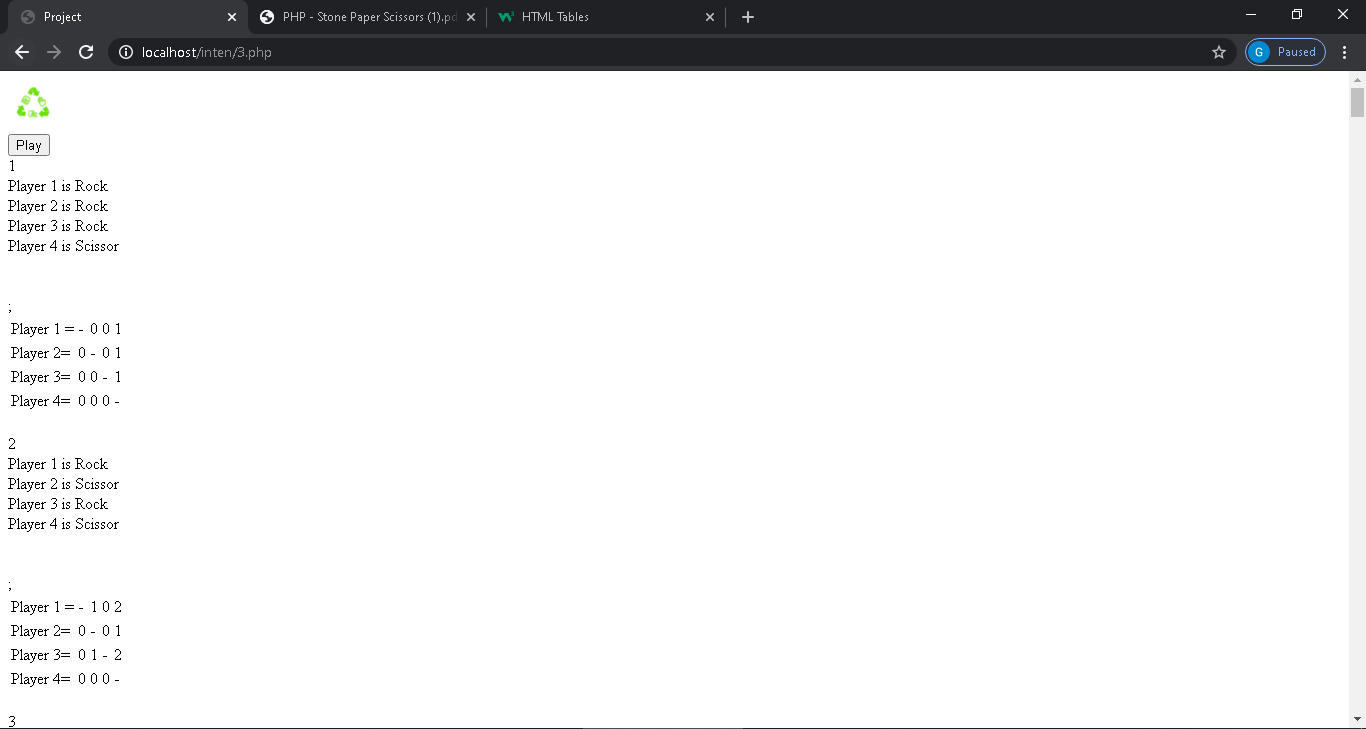 Project
PHP - Stone Paper Scissors (1).pd
HTML Tables
localhost/inten/3.php
G Paused
Play
1
Player 1 is Rock
Player 2 is Rock
Player 3 is Rock
Player 4 is Scissor
;
Player 1 = - 0 0 1
Player 2= 0 - 0 1
Player 3= 0 0 - 1
Player 4= 0 0 0 -
2
Player 1 is Rock
Player 2 is Scissor
Player 3 is Rock
Player 4 is Scissor
;
Player 1 = - 1 0 2
Player 2= 0 - 0 1
Player 3= 0 1 - 2
Player 4= 0 0 0 -
3